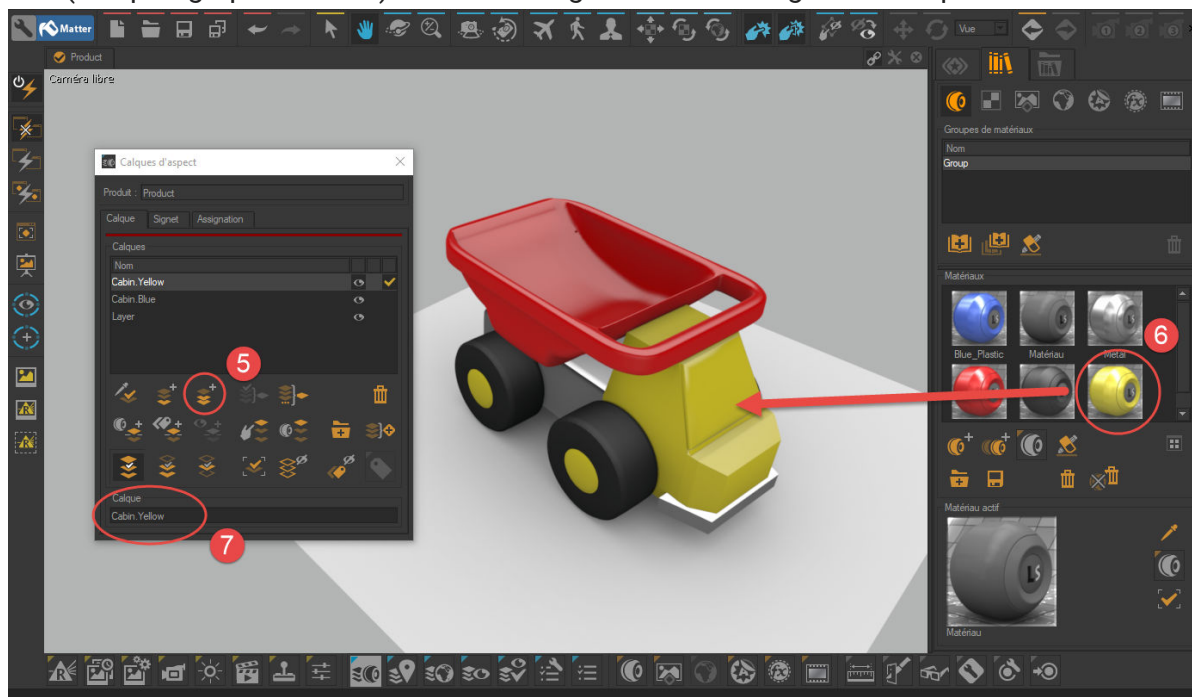 Matter
Vue
Product
Caméra libre
Calques d'aspect
Produit : Product
Calque Signet Assignation
Calques
Nom
Cabin.Yellow
Cabin.Blue
Layer
5
Calque
Cabin.Yellow
7
Groupes de matériaux
Nom
Group
Matériaux
6
Blue_Plastic Matériau Metal
Matériau actif
LS
Matériau